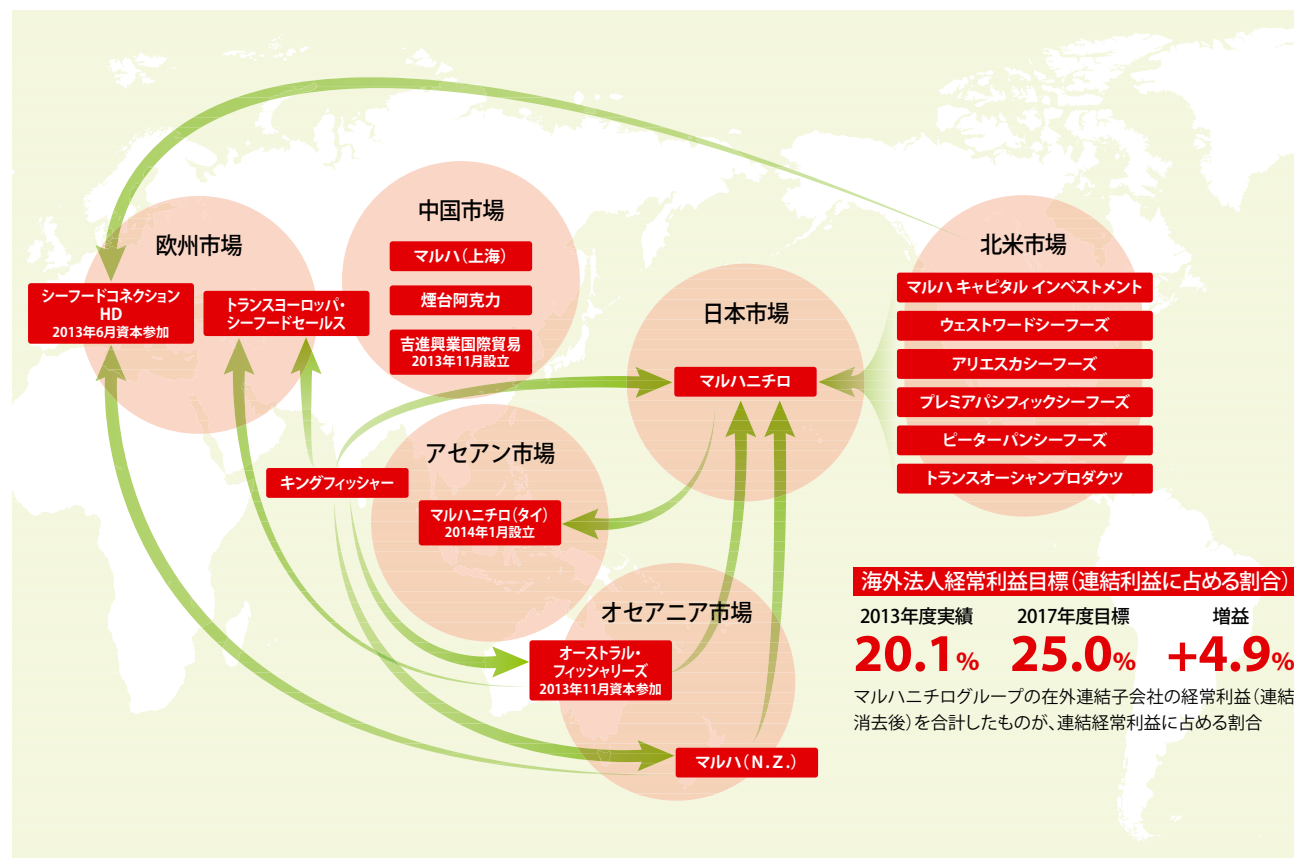 欧州市場
シーフードコネクション
HD
2013年6月資本参加
トランスヨーロッパ・
シーフードセールス
中国市場
マルハ（上海）
煙台阿克力
吉進興業国際貿易
2013年11月設立
日本市場
マルハニチロ
北米市場
マルハ キャピタル インベストメント
ウェストワードシーフーズ
アリエスカシーフーズ
プレミアパシフィックシーフーズ
ピーターパンシーフーズ
トランスオーシャンプロダクツ
アセアン市場
キングフィッシャー
マルハニチロ（タイ）
2014年1月設立
オセアニア市場
オーストラル・
フィッシャリーズ
2013年11月資本参加
マルハ（N.Z.）
海外法人経常利益目標（連結利益に占める割合）
2013年度実績 2017年度目標 増益
20.1% 25.0% +4.9%
マルハニチログループの在外連結子会社の経常利益（連結
消去後）を合計したものが、連結経常利益に占める割合